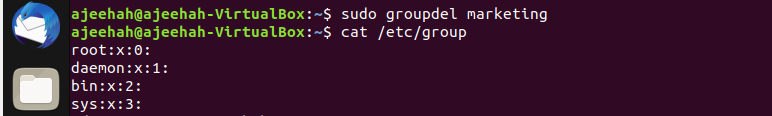 ajeehah@ajeehah-VirtualBox:~$ sudo groupdel marketing
ajeehah@ajeehah-VirtualBox:~$ cat /etc/group
root:x:0:
daemon:x:1:
bin:x:2:
sys:x:3: